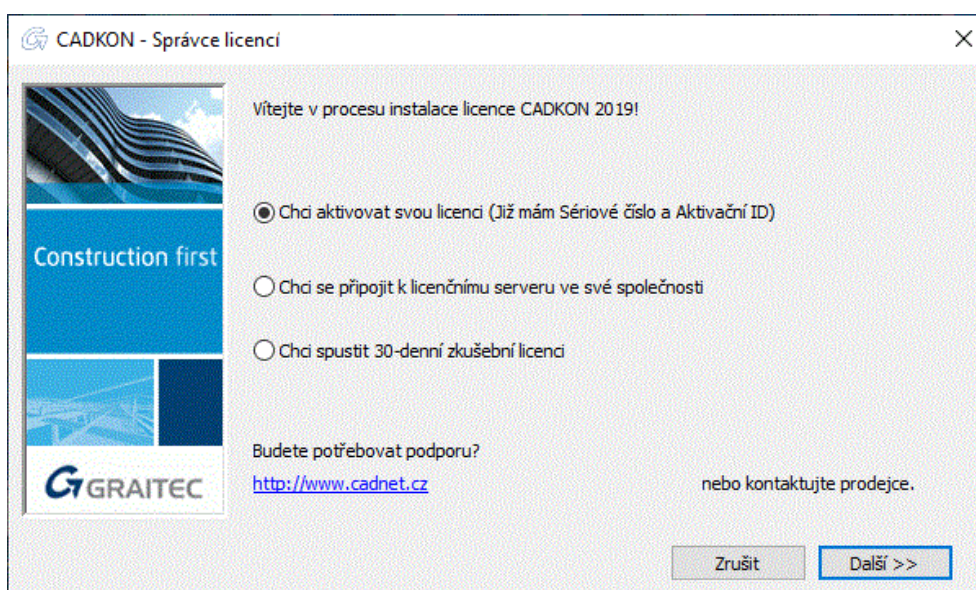 CADKON - Správce licencí
Vítejte v procesu instalace licence CADKON 2019!
Chci aktivovat svou licenci (Již mám Sériové číslo a Aktivační ID)
Construction first
Chci se připojit k licenčnímu serveru ve své společnosti
Chci spustit 30-denní zkušební licenci
Budete potřebovat podporu?
GRAITEC
http://www.cadnet.cz nebo kontaktujte prodejce.
Zrušit Další >>